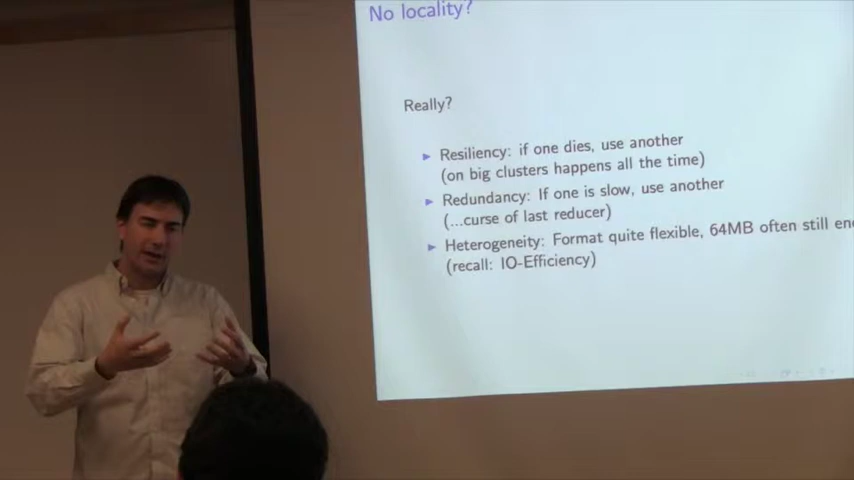 No locality?
Really?
Resiliency: if one dies, use another
(on big clusters happens all the time)
Redundancy: If one is slow, use another
(...curse of last reducer)
Heterogeneity: Format quite flexible, 64MB often still
(recall: IO-Efficiency)